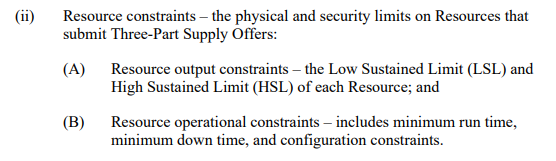 (ii) Resource constraints – the physical and security limits on Resources that
submit Three-Part Supply Offers:
(A) Resource output constraints – the Low Sustained Limit (LSL) and
High Sustained Limit (HSL) of each Resource; and
(B) Resource operational constraints – includes minimum run time,
minimum down time, and configuration constraints.